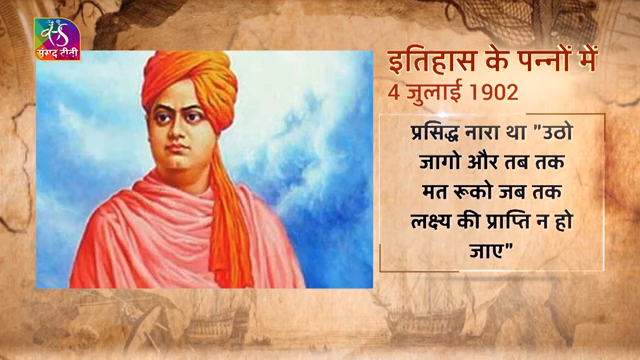 संसद टीवी
इतिहास के पन्नों में
4 जुलाई 1902
प्रसिद्ध नारा था "उठो
जागो और तब तक
मत रूको जब तक
लक्ष्य की प्राप्ति न हो
जाए"